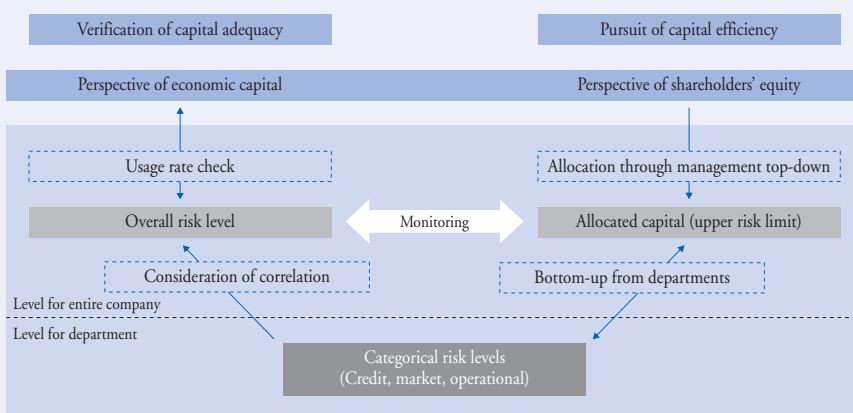 Verification of capital adequacy
Pursuit of capital efficiency
Perspective of economic capital
Perspective of shareholders’ equity
Usage rate check
Allocation through management top-down
Overall risk level
Monitoring
Allocated capital (upper risk limit)
Consideration of correlation
Bottom-up from departments
Level for entire company
Level for department
Categorical risk levels
(Credit, market, operational)